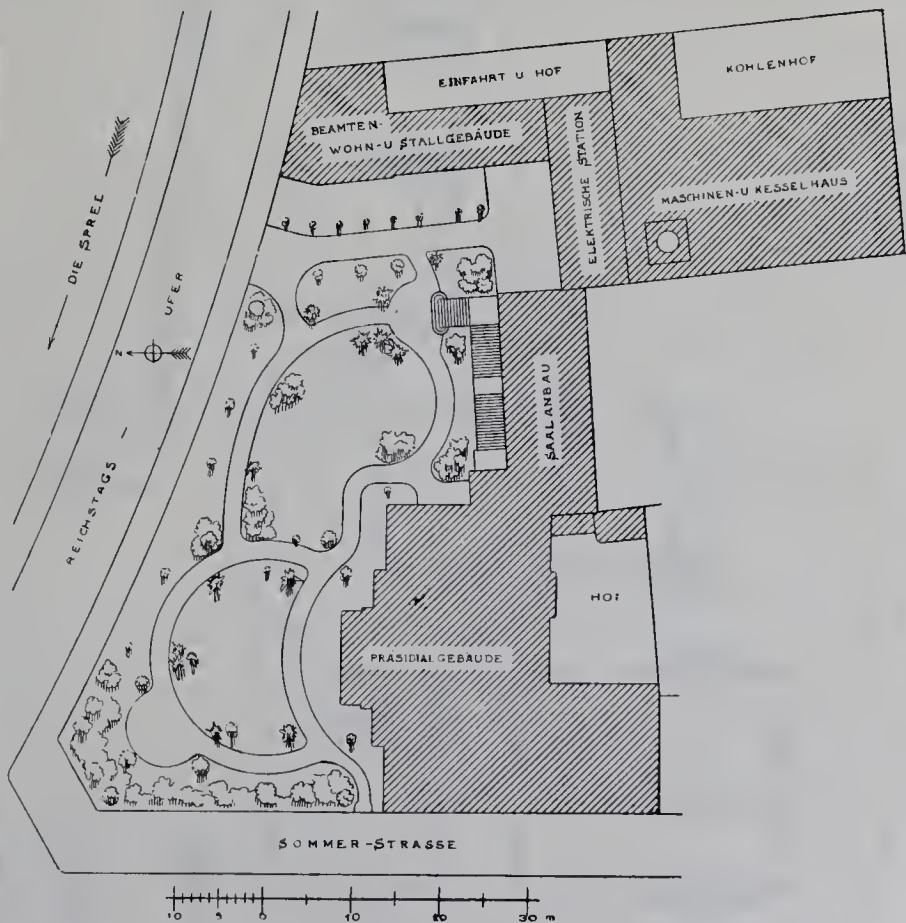 EINFAHRT U HOF
KOHLENHOF
BEAMTEN-
WOHN-U STALLGEBÄUDE
ELEKTRISCHE STATION
MASCHINEN-U KESSELHAUS
DIE SPREE
UFER
N
REICHSTAGS-
SAALANBAU
HOF
PRÄSIDIALGEBÄUDE
SOMMER-STRASSE
10 5 0 10 20 30 m